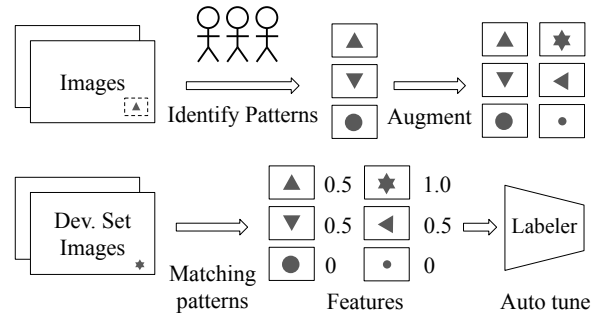 Images
Identify Patterns
Augment
Dev. Set
Images
0.5
1.0
0.5
0.5
0
0
Labeler
Matching
patterns
Features
Auto tune